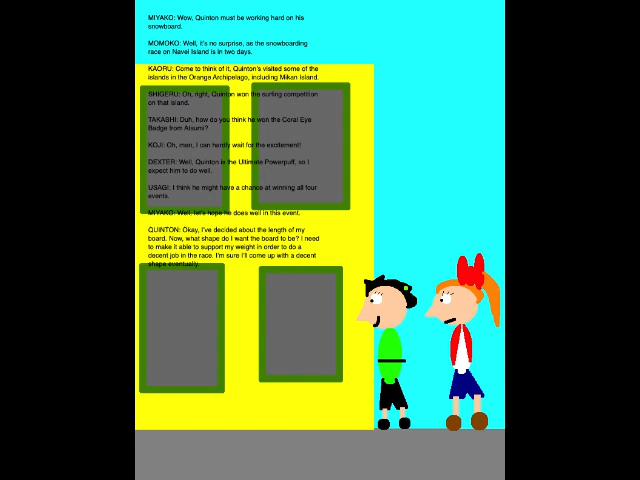 MIYAKO: Wow, Quinton must be working hard on his
snowboard.
MOMOKO: Well, it's no surprise, as the snowboarding
race on Navel Island is in two days.
KAORU: Come to think of it, Quinton's visited some of the
islands in the Orange Archipelago, including Mikan Island.
SHIGERU: Oh, right, Quinton won the surfing competition
on that island.
TAKASHI: Duh, how do you think he won the Coral Eye
Badge from Atsumi?
KOJI: Oh, man, I can hardly wait for the excitement!
DEXTER: Well, Quinton is the Ultimate Powerpuff, so I
expect him to do well.
USAGI: I think he might have a chance at winning all four
events.
MIYAKO: Well, let's hope he does well in this event.
QUINTON: Okay, I've decided about the length of my
board. Now, what shape do I want the board to be? I need
to make it able to support my weight in order to do a
decent job in the race. I'm sure I'll come up with a decent
shape eventually.